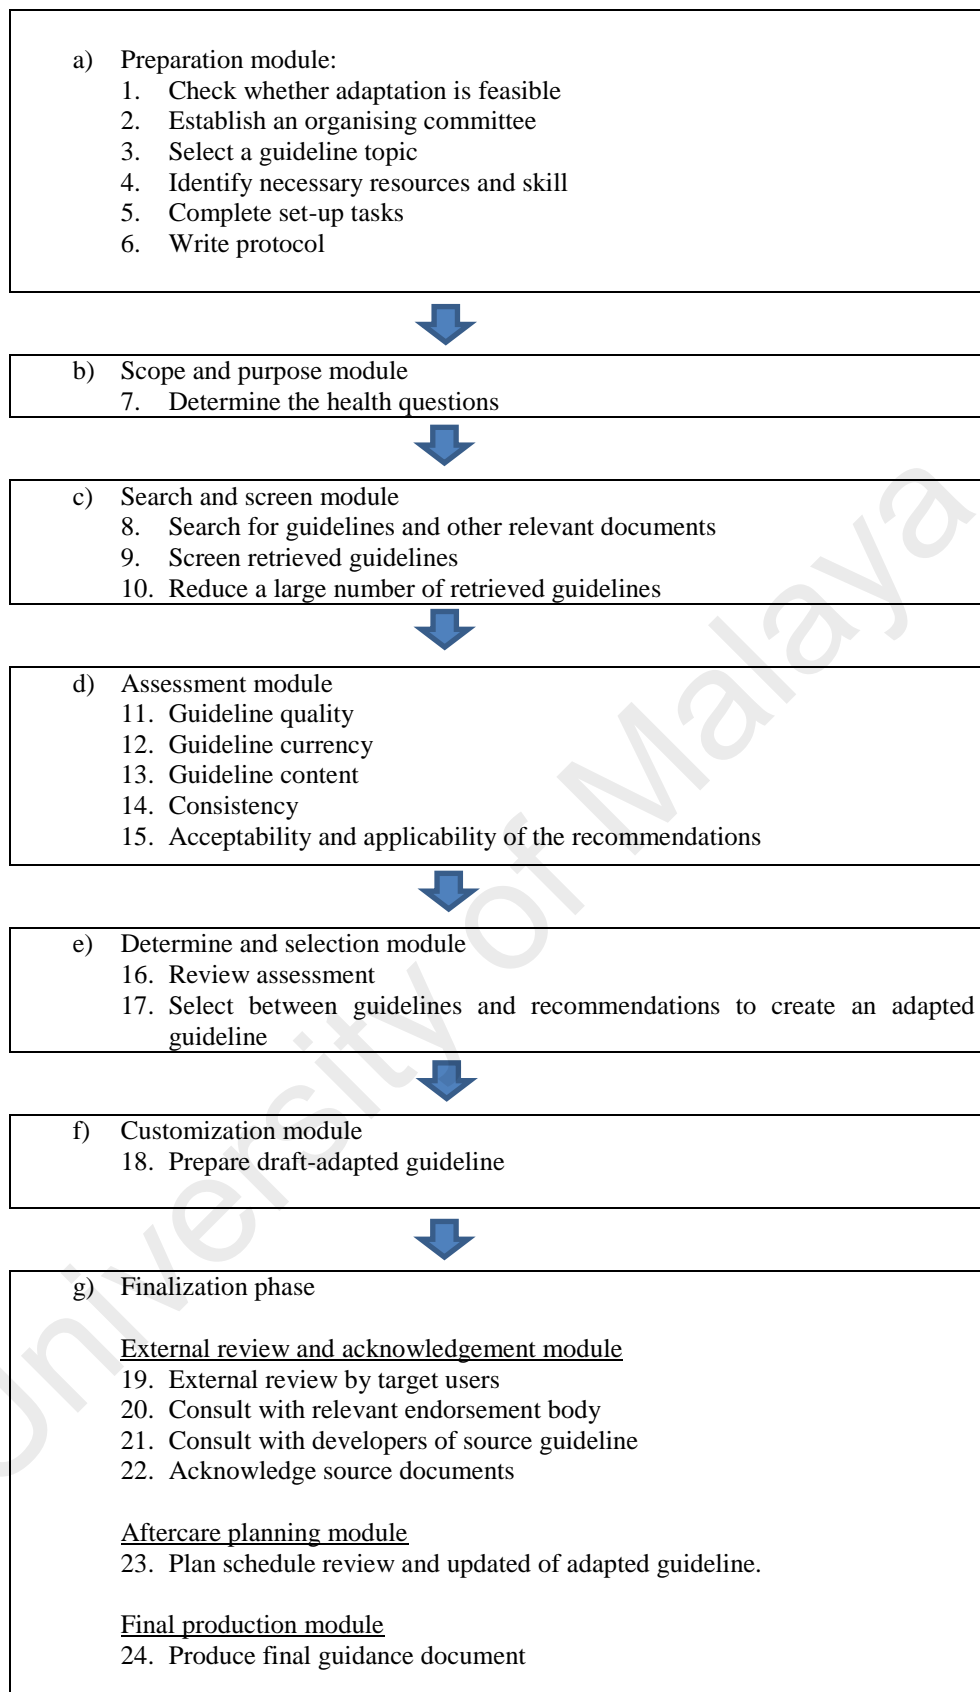 a) Preparation module:
1. Check whether adaptation is feasible
2. Establish an organising committee
3. Select a guideline topic
4. Identify necessary resources and skill
5. Complete set-up tasks
6. Write protocol
b) Scope and purpose module
7. Determine the health questions
c) Search and screen module
8. Search for guidelines and other relevant documents
9. Screen retrieved guidelines
10. Reduce a large number of retrieved guidelines
d) Assessment module
11. Guideline quality
12. Guideline currency
13. Guideline content
14. Consistency
15. Acceptability and applicability of the recommendations
e) Determine and selection module
16. Review assessment
17. Select between guidelines and recommendations to create an adapted
guideline
f) Customization module
18. Prepare draft-adapted guideline
g) Finalization phase
External review and acknowledgement module
19. External review by target users
20. Consult with relevant endorsement body
21. Consult with developers of source guideline
22. Acknowledge source documents
Aftercare planning module
23. Plan schedule review and updated of adapted guideline.
Final production module
24. Produce final guidance document
University of Malaya